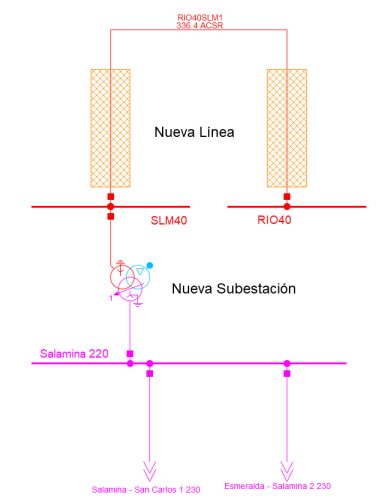 RIO40SLM1
336.4 ACSR
Nueva Línea
SLM40
RIO40
1
Nueva Subestación
Salamina 220
Salamina - San Carlos 1 230
Esmeralda - Salamina 2 230